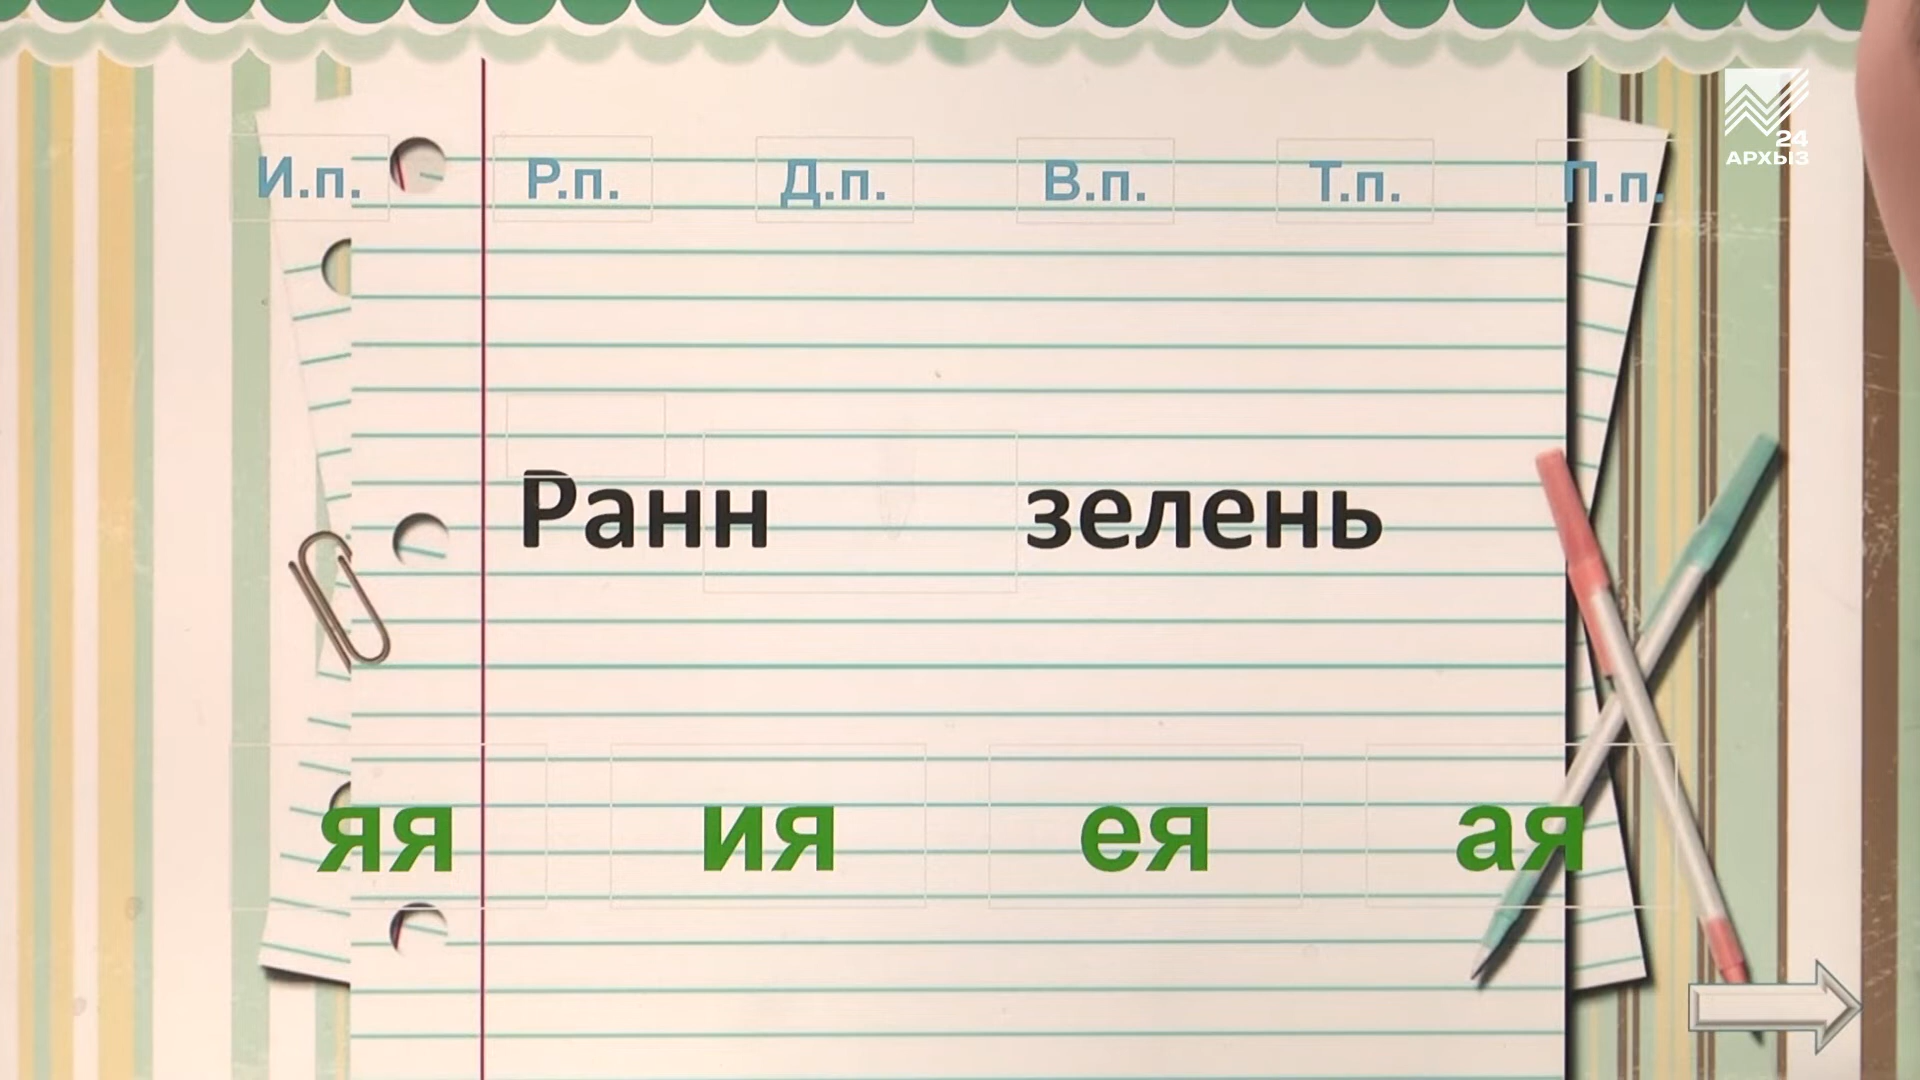 24
АРХЫЗ
И.п. Р.п. Д.п. В.п. Т.п. П.п.
Ранн зелень
яя ия ея ая